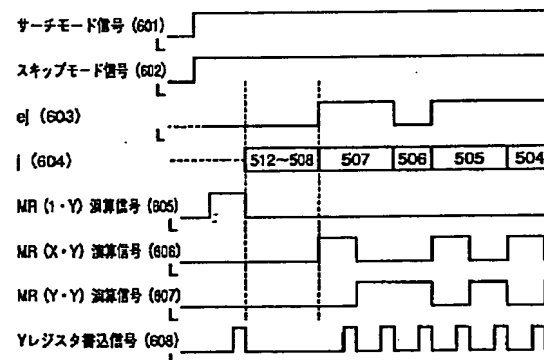 サーチモード信号 (601)
L
スキップモード信号 (602)
L
ej (603)
L
j (604)
512～508 507 506 505 504
MR (1・Y) 演算信号 (605)
L
MR (X・Y) 演算信号 (606)
L
MR (Y・Y) 演算信号 (607)
L
Yレジスタ書込信号 (608)
L